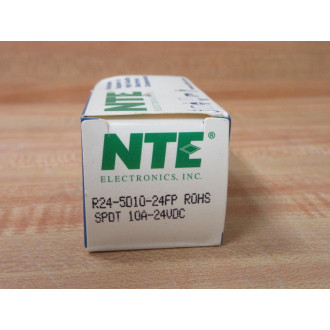 NTE®
ELECTRONICS, INC.
R24-5D10-24FP ROHS
SPDT 10A-24VDC